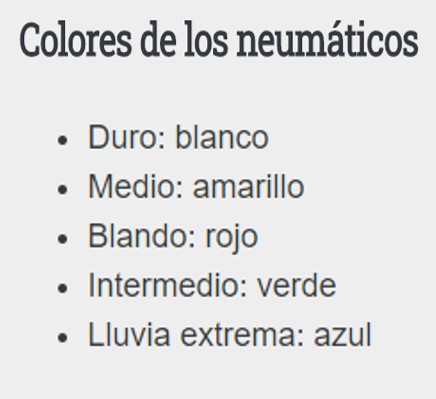 Colores de los neumáticos
• Duro: blanco
• Medio: amarillo
• Blando: rojo
• Intermedio: verde
• Lluvia extrema: azul